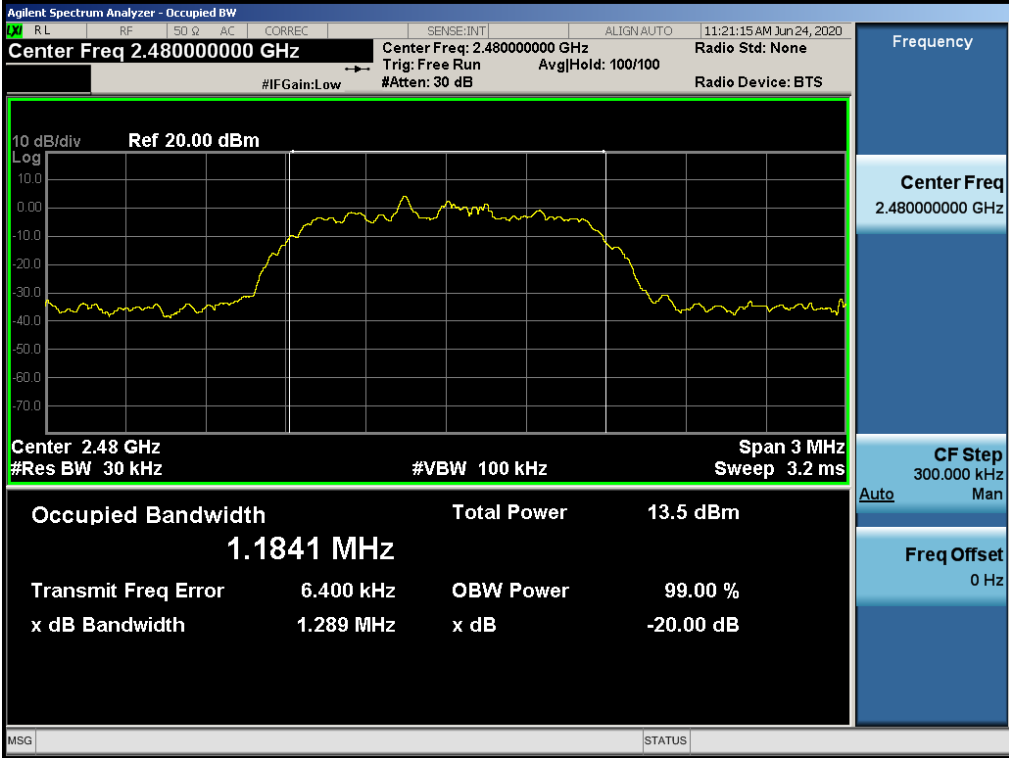 Agilent Spectrum Analyzer - Occupied BW
LXI RL RF 50 Ω AC CORREC SENSE:INT ALIGN AUTO 11:21:15 AM Jun 24, 2020
Center Freq 2.480000000 GHz
Center Freq: 2.480000000 GHz
Radio Std: None
Trig: Free Run Avg|Hold: 100/100
#IFGain:Low
#Atten: 30 dB
Radio Device: BTS
10 dB/div Ref 20.00 dBm
Log
10.0
0.00
-10.0
-20.0
-30.0
-40.0
-50.0
-60.0
-70.0
Center 2.48 GHz Span 3 MHz
#Res BW 30 kHz #VBW 100 kHz Sweep 3.2 ms
Occupied Bandwidth Total Power 13.5 dBm
1.1841 MHz
Transmit Freq Error 6.400 kHz OBW Power 99.00 %
x dB Bandwidth 1.289 MHz x dB -20.00 dB
MSG STATUS
Frequency
Center Freq
2.480000000 GHz
CF Step
300.000 kHz
Auto Man
Freq Offset
0 Hz